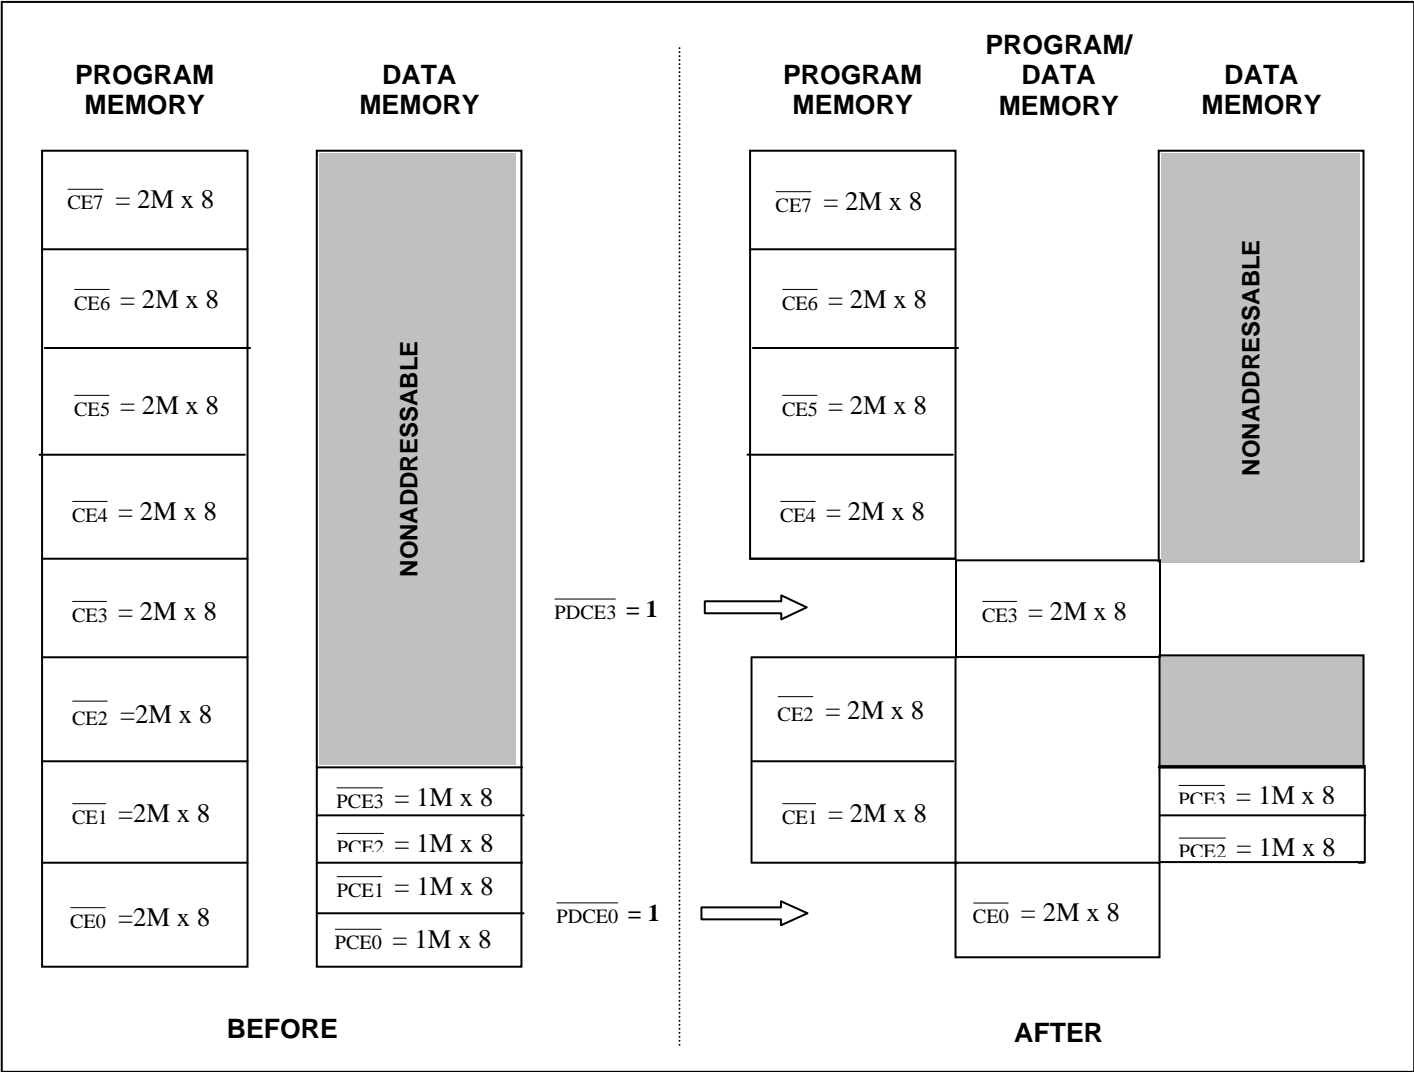 PROGRAM
MEMORY
DATA
MEMORY
CE7 = 2M x 8
CE6 = 2M x 8
CE5 = 2M x 8
CE4 = 2M x 8
CE3 = 2M x 8
CE2 =2M x 8
CE1 =2M x 8
CE0 =2M x 8
NONADDRESSABLE
PCE3 = 1M x 8
PCE2 = 1M x 8
PCE1 = 1M x 8
PCE0 = 1M x 8
BEFORE
PDCE3 = 1
PDCE0 = 1
PROGRAM
MEMORY
PROGRAM/
DATA
MEMORY
DATA
MEMORY
CE7 = 2M x 8
CE6 = 2M x 8
CE5 = 2M x 8
CE4 = 2M x 8
CE3 = 2M x 8
CE2 = 2M x 8
CE1 = 2M x 8
CE0 = 2M x 8
NONADDRESSABLE
PCE3 = 1M x 8
PCE2 = 1M x 8
AFTER